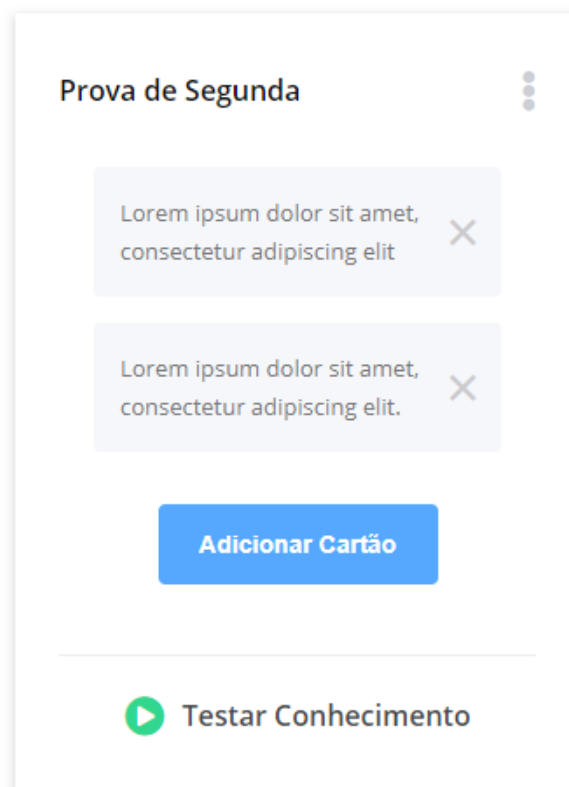 Prova de Segunda
Lorem ipsum dolor sit amet,
consectetur adipiscing elit
Lorem ipsum dolor sit amet,
consectetur adipiscing elit.
Adicionar Cartão
Testar Conhecimento